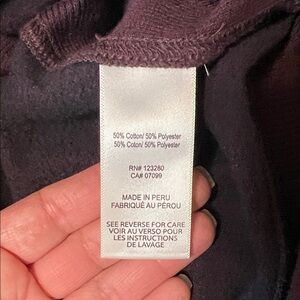 50% Cotton/ 50% Polyester
50% Coton/ 50% Polyester
RN# 123280
CA# 07099
MADE IN PERU
FABRIQUÉ AU PÉROU
SEE REVERSE FOR CARE
VOIR AU VERSO POUR
LES INSTRUCTIONS
DE LAVAGE